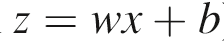 z = wx + b